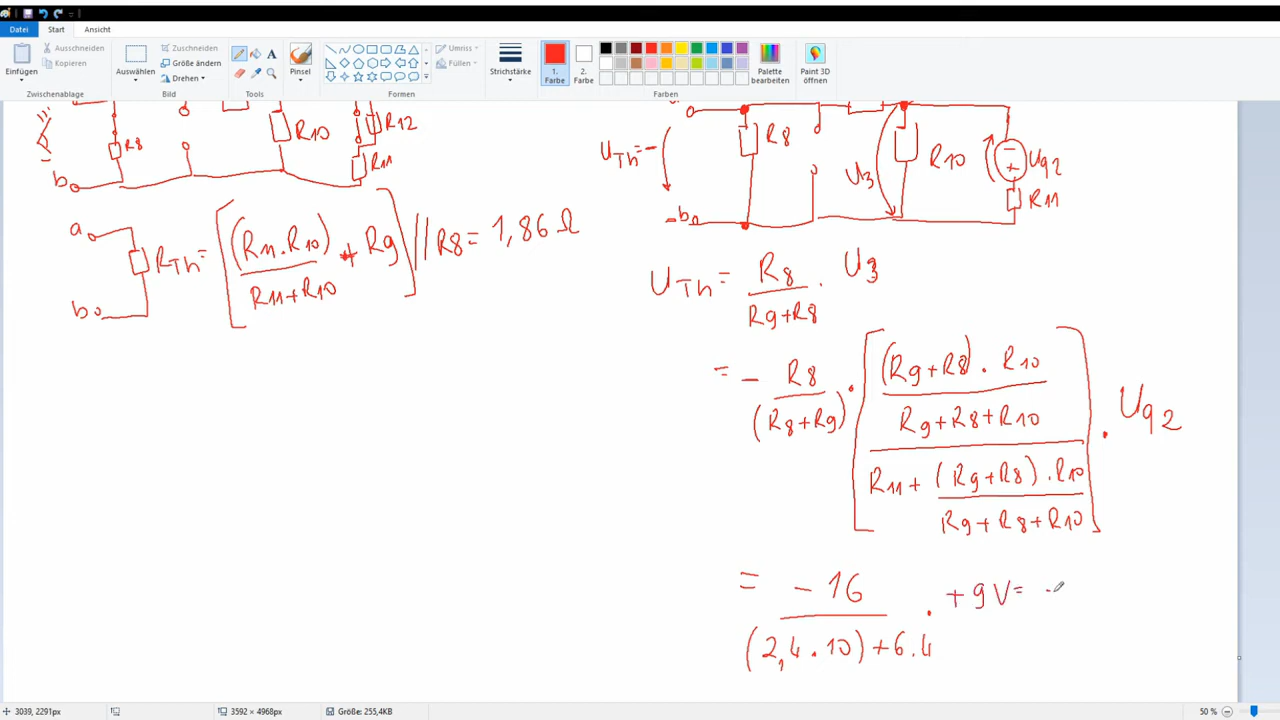 Datei Start Ansicht
Einfügen
Ausschneiden
Kopieren
Zwischenablage
Auswählen
Zuschneiden
Größe ändern
Drehen
Bild
A
Tools
Pinsel
Umriss
Füllen
Formen
Strichstärke
1. Farbe
2. Farbe
Palette bearbeiten
Paint 3D öffnen
Farben
R8
R10
R12
R11
b
a
b
RTh = [(R11.R10)/(R11+R10) + R9] || R8 = 1,86 Ω
UTh = -
R8
U3
R10
- +
Uq2
R11
-b
UTh = R8/(R9+R8) . U3
= - R8/(R8+R9) . [((R9+R8) . R10)/(R9+R8+R10) / (R11 + ((R9+R8) . R10)/(R9+R8+R10))] . Uq2
= -16/((2,4.10)+6.4) . +9V = -
3039, 2291px
3592 × 4968px
Größe: 255,4KB
50 %